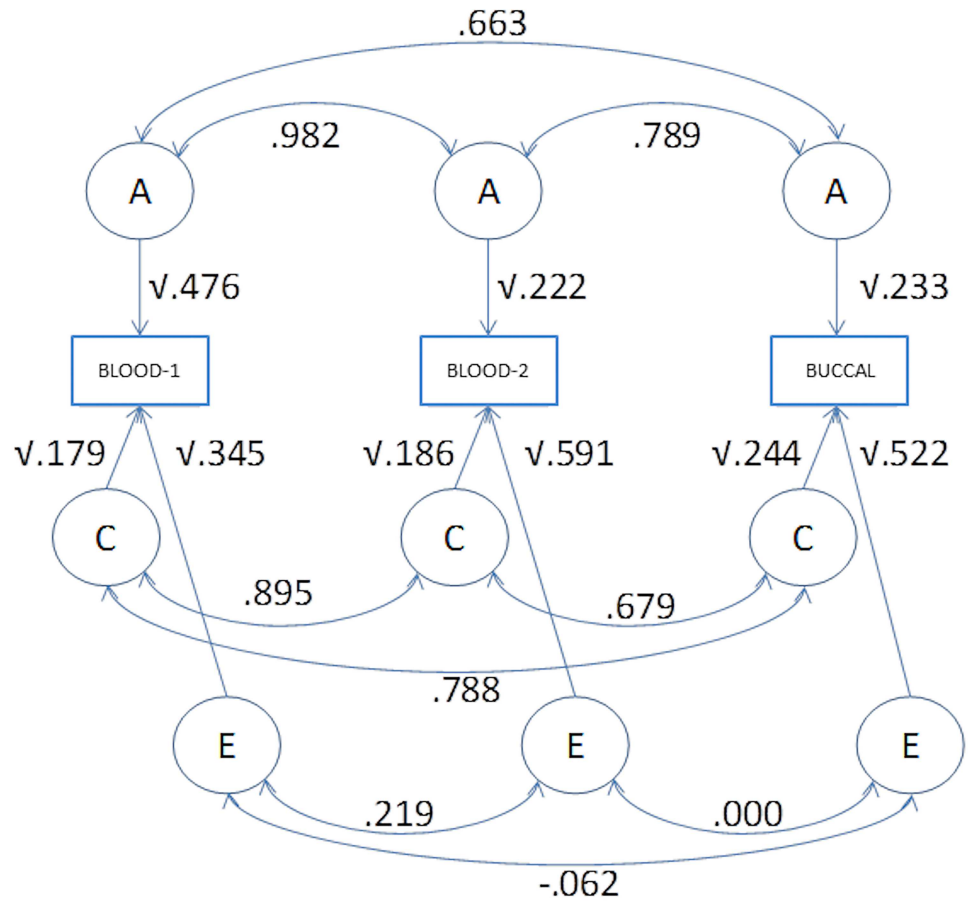 .663
.982 .789
A A A
√.476 √.222 √.233
BLOOD-1 BLOOD-2 BUCCAL
√.179 √.345 √.186 √.591 √.244 √.522
C C C
.895 .679
.788
E E E
.219 .000
-.062